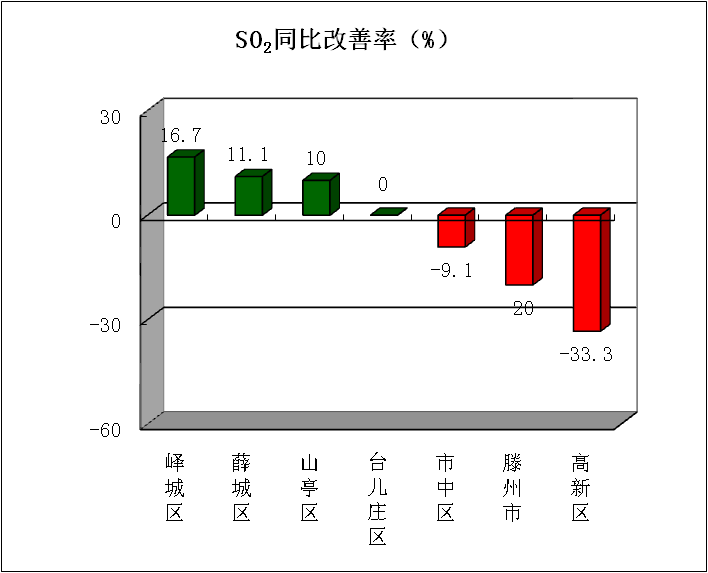 SO₂同比改善率（%）
30
0
-30
-60
16.7
11.1
10
0
-9.1
20
-33.3
峄城区
薛城区
山亭区
台儿庄区
市中区
滕州市
高新区